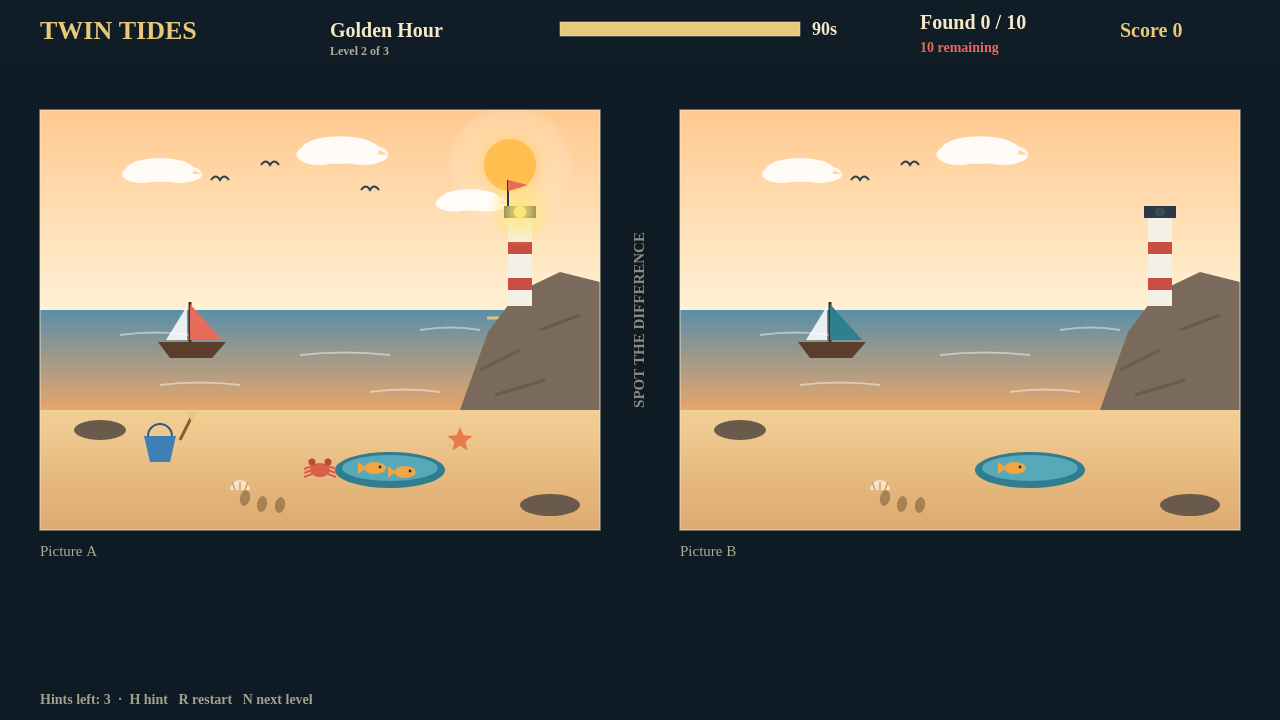 TWIN TIDES
Golden Hour
Level 2 of 3
90s
Found 0 / 10
10 remaining
Score 0
SPOT THE DIFFERENCE
Picture A
Picture B
Hints left: 3 · H hint R restart N next level